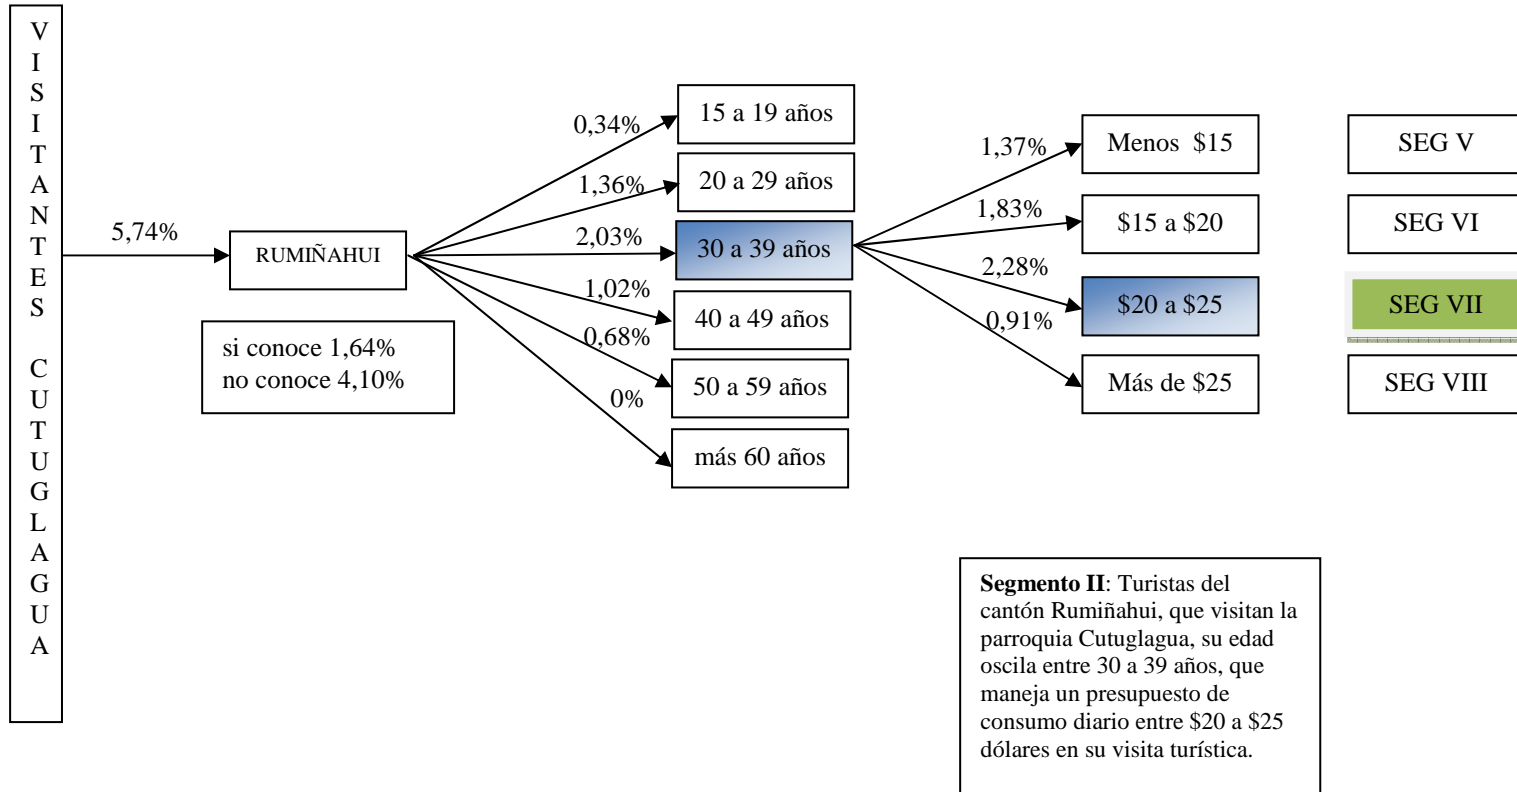 VISITANTES CUTUGLAGUA
5,74%
RUMIÑAHUI
si conoce 1,64%
no conoce 4,10%
0,34%
1,36%
2,03%
1,02%
0,68%
0%
15 a 19 años
20 a 29 años
30 a 39 años
40 a 49 años
50 a 59 años
más 60 años
1,37%
1,83%
2,28%
0,91%
Menos $15
$15 a $20
$20 a $25
Más de $25
SEG V
SEG VI
SEG VII
SEG VIII
Segmento II: Turistas del
cantón Rumiñahui, que visitan la
parroquia Cutuglagua, su edad
oscila entre 30 a 39 años, que
maneja un presupuesto de
consumo diario entre $20 a $25
dólares en su visita turística.